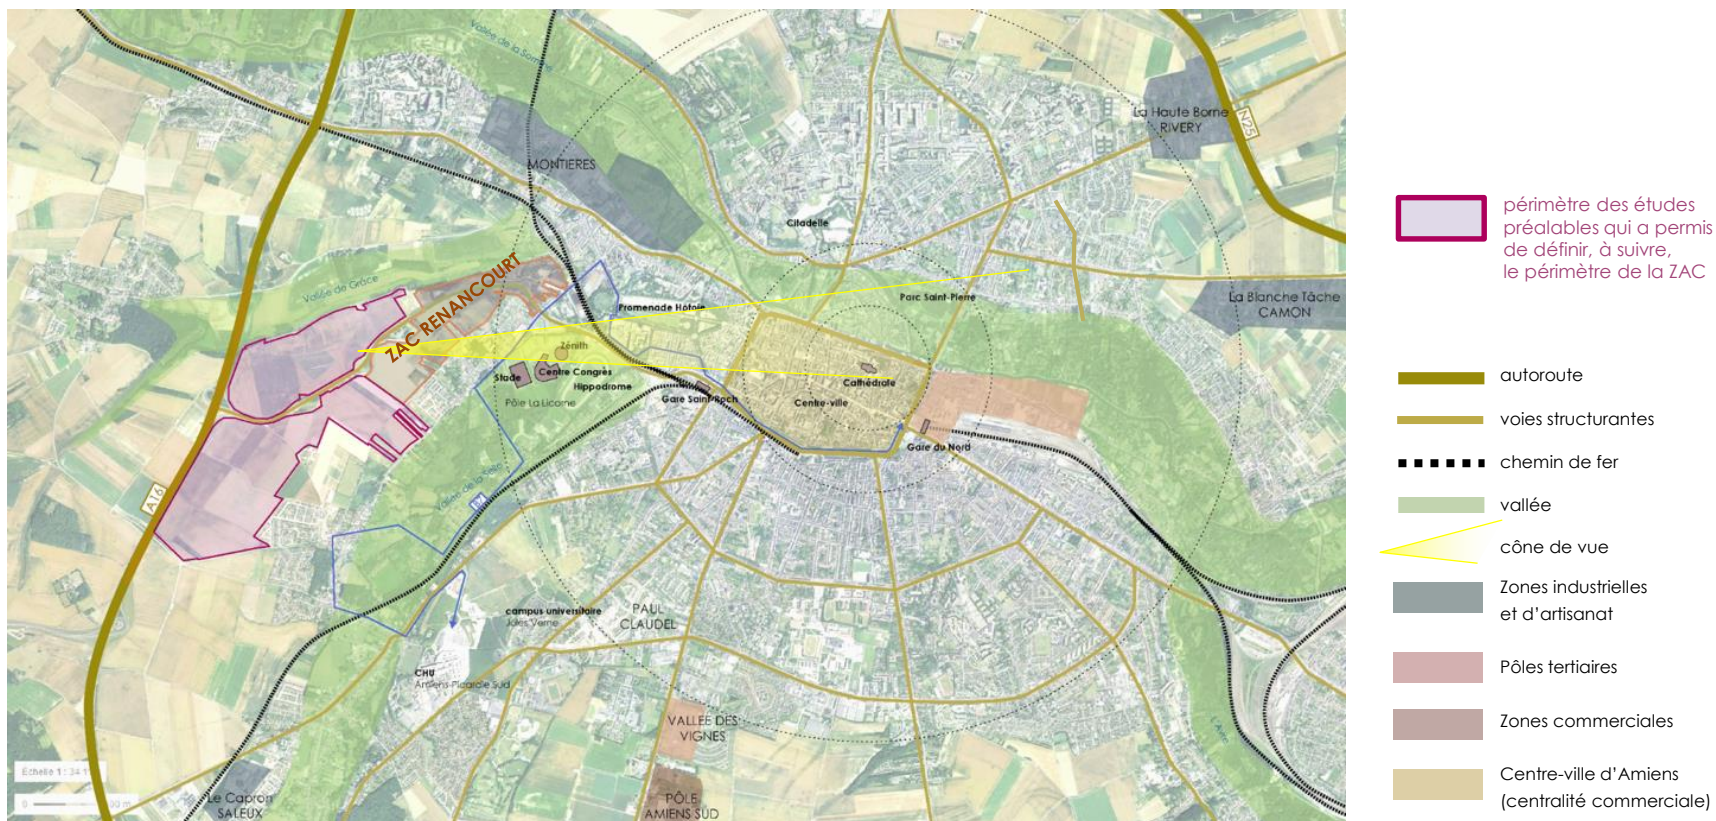 Vallée de la Somme
La Haute Borne
RIVERY
N25
MONTIERES
Citadelle
Vallée de Grâce
ZAC RENANCOURT
Promenade Hotoie
Parc Saint-Pierre
La Blanche Tâche
CAMON
Zénith
Stade
Centre Congrès
Hippodrome
Pôle La Licorne
Gare Saint-Roch
Cathédrale
Centre-ville
Gare du Nord
A16
campus universitaire
Jules Verne
PAUL
CLAUDEL
CHU
Amiens-Picardie Sud
VALLEE DES
VIGNES
PÔLE
AMIENS SUD
Le Capron
SALEUX
périmètre des études
préalables qui a permis
de définir, à suivre,
le périmètre de la ZAC
autoroute
voies structurantes
chemin de fer
vallée
cône de vue
Zones industrielles
et d'artisanat
Pôles tertiaires
Zones commerciales
Centre-ville d'Amiens
(centralité commerciale)